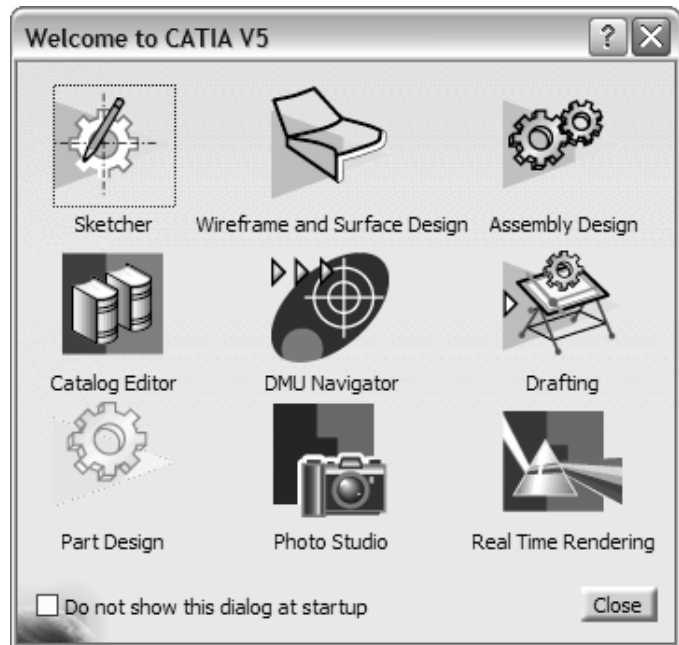 Welcome to CATIA V5
?
Sketcher
Wireframe and Surface Design
Assembly Design
Catalog Editor
DMU Navigator
Drafting
Part Design
Photo Studio
Real Time Rendering
Do not show this dialog at startup
Close